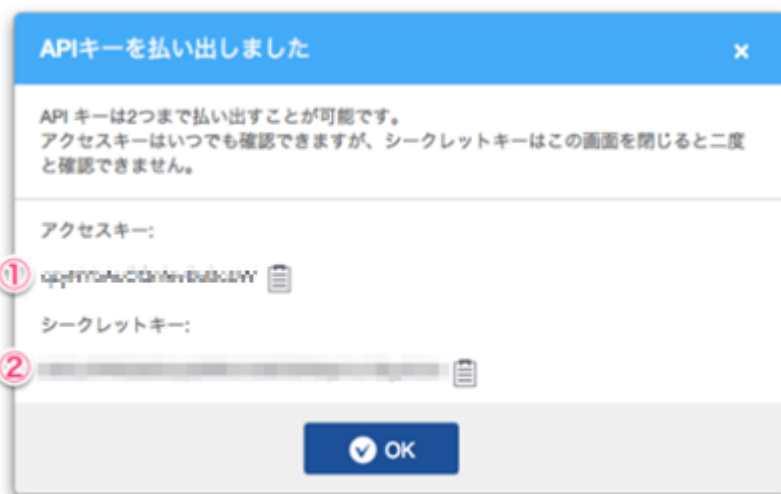 APIキーを払い出しました ×
API キーは2つまで払い出すことが可能です。
アクセスキーはいつでも確認できますが、シークレットキーはこの画面を閉じると二度
と確認できません。
アクセスキー:
①
シークレットキー:
②
OK